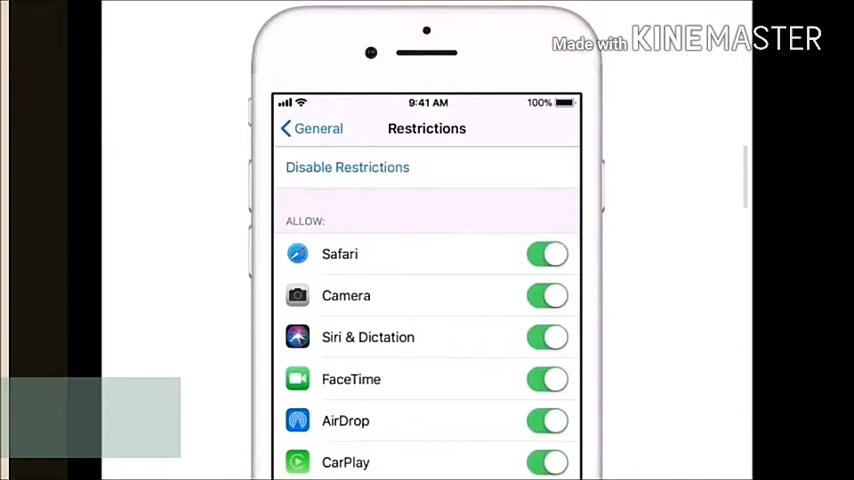 Made with KINEMASTER
9:41 AM
100%
General
Restrictions
Disable Restrictions
ALLOW:
Safari
Camera
Siri & Dictation
FaceTime
AirDrop
CarPlay